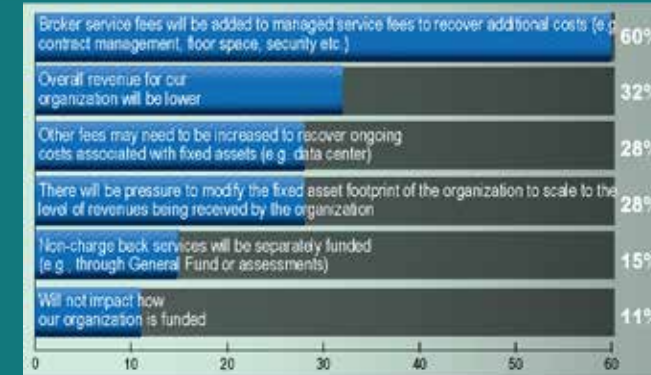 Broker service fees will be added to managed service fees to recover additional costs (e.g
contract management, floor space, security etc.)
60%
Overall revenue for our
organization will be lower
32%
Other fees may need to be increased to recover ongoing
costs associated with fixed assets (e.g. data center)
28%
There will be pressure to modify the fixed asset footprint of the organization to scale to the
level of revenues being received by the organization
28%
Non-charge back services will be separately funded
(e.g., through General Fund or assessments)
15%
Will not impact how
our organization is funded
11%
0 10 20 30 40 50 60